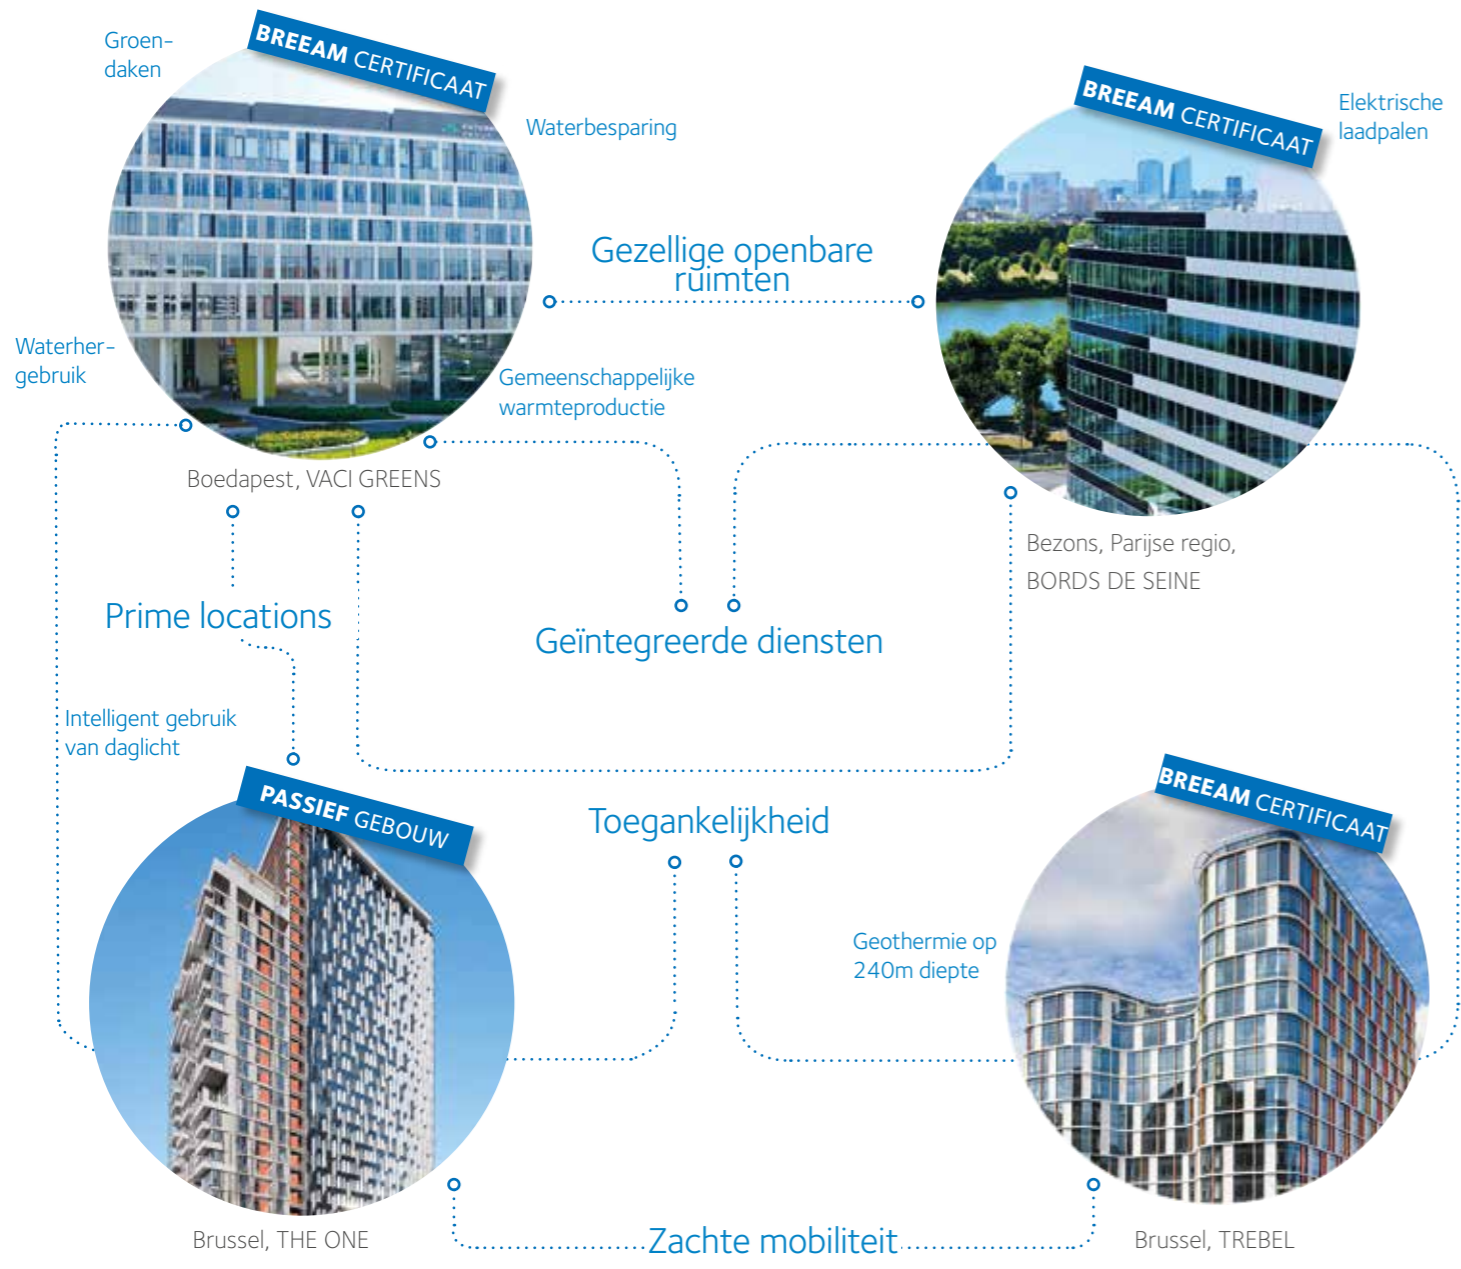 Groen-
daken
BREEAM CERTIFICAAT
Waterbesparing
BREEAM CERTIFICAAT
Elektrische
laadpalen
Gezellige openbare
ruimten
Waterher-
gebruik
Gemeenschappelijke
warmteproductie
Boedapest, VACI GREENS
Bezons, Parijse regio,
BORDS DE SEINE
Prime locations
Geïntegreerde diensten
Intelligent gebruik
van daglicht
PASSIEF GEBOUW
Toegankelijkheid
BREEAM CERTIFICAAT
Geothermie op
240m diepte
Brussel, THE ONE
Zachte mobiliteit
Brussel, TREBEL